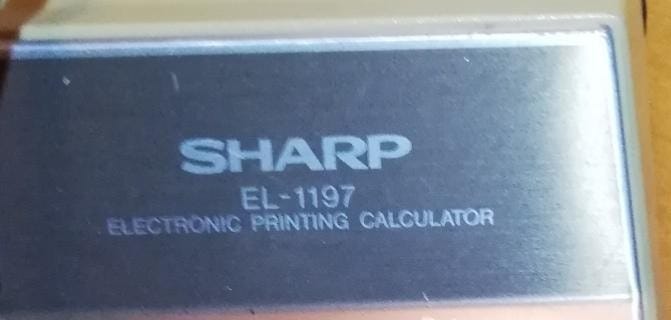 SHARP
EL-1197
ELECTRONIC PRINTING CALCULATOR